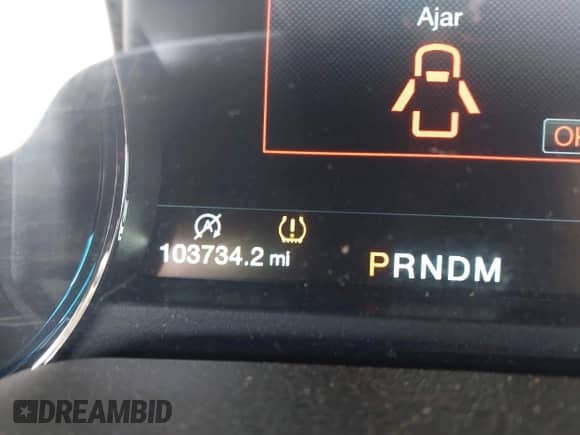 Ajar
OK
103734.2 mi
PRNDM
DREAMBID